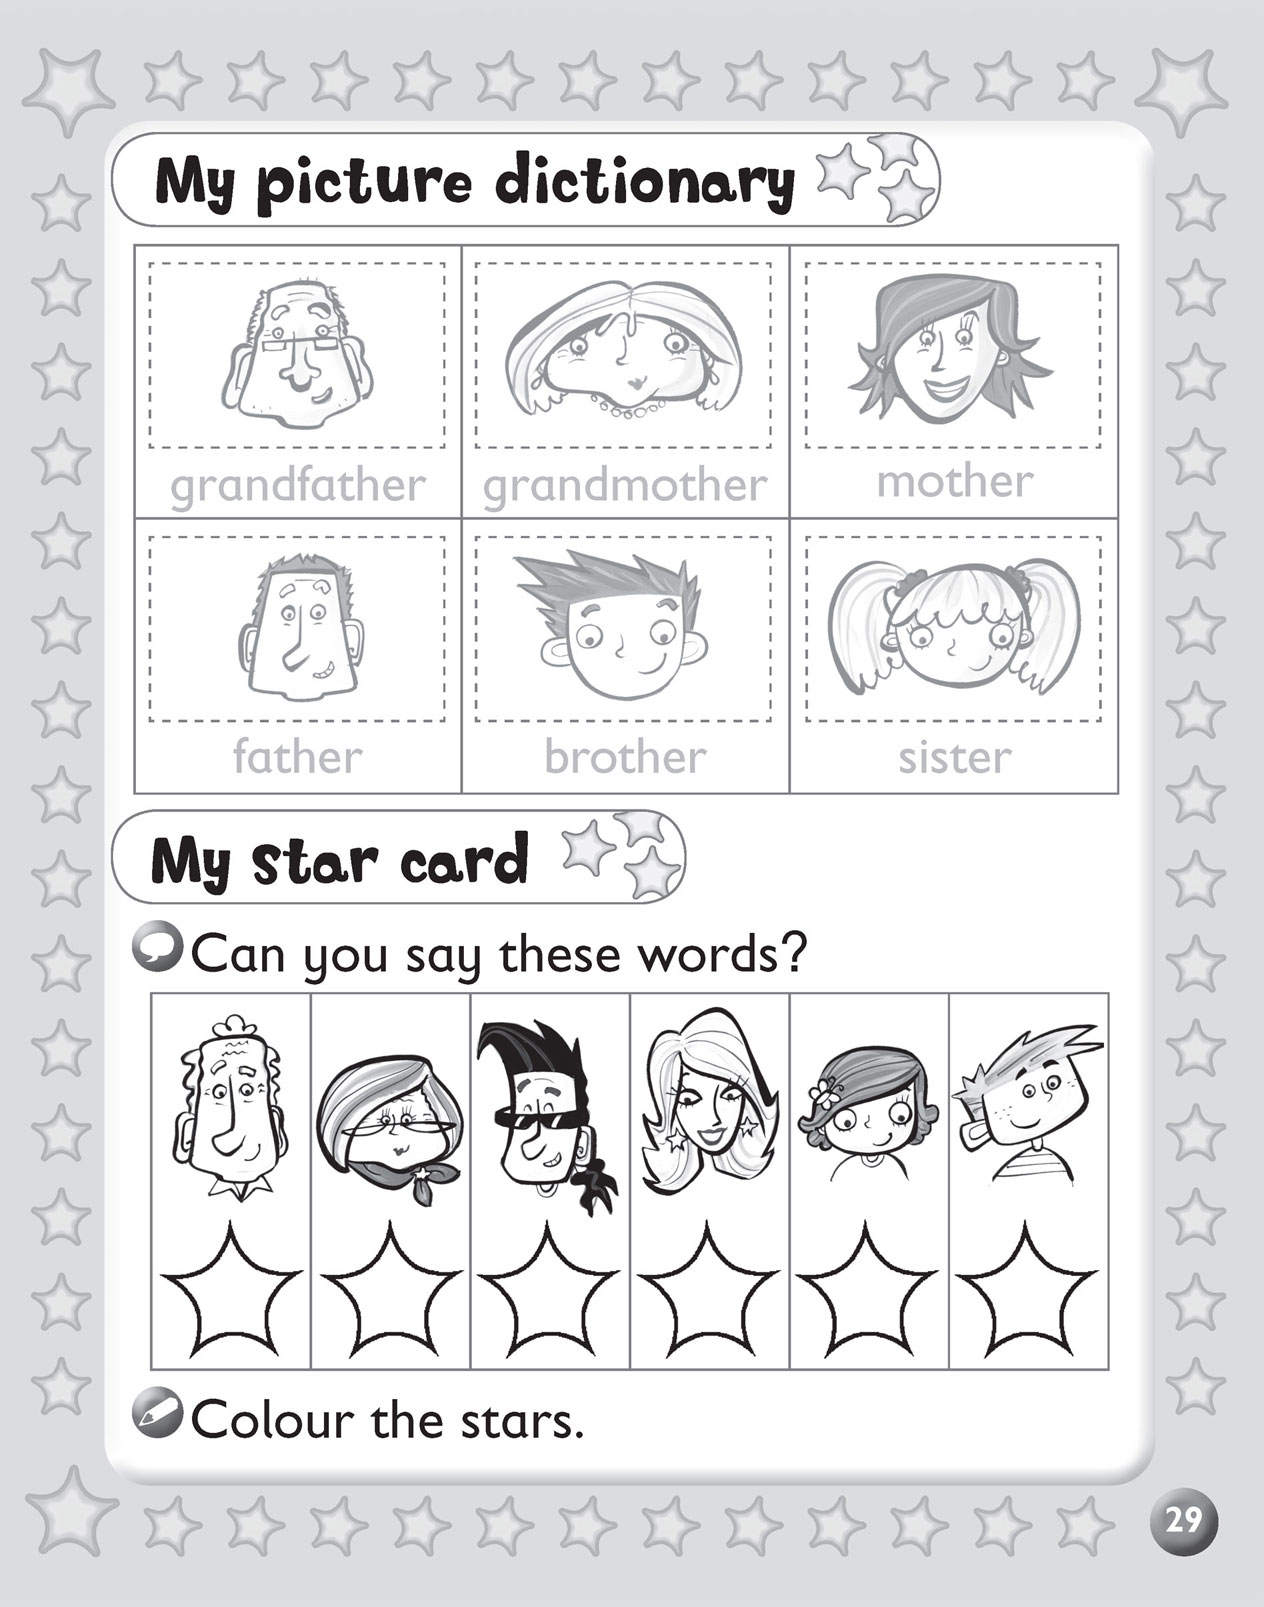 My picture dictionary
grandfather grandmother mother
father brother sister
My star card
Can you say these words?
Colour the stars.
29